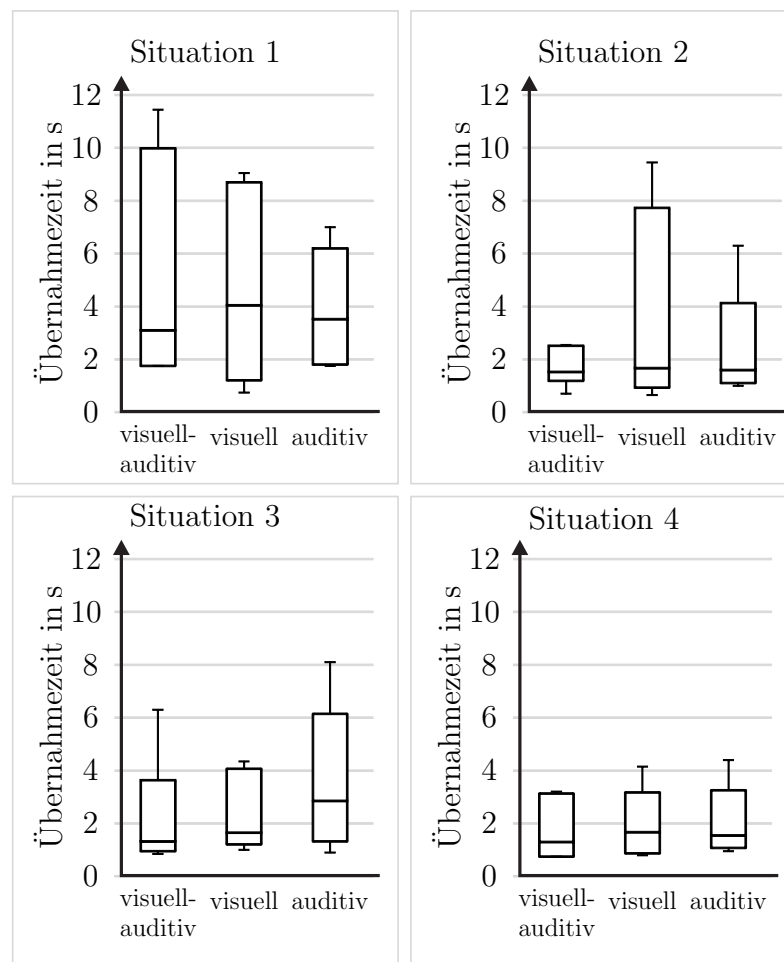 Situation 1
Übernahmezeit in s
12
10
8
6
4
2
0
visuell-
auditiv
visuell
auditiv
Situation 2
Übernahmezeit in s
12
10
8
6
4
2
0
visuell-
auditiv
visuell
auditiv
Situation 3
Übernahmezeit in s
12
10
8
6
4
2
0
visuell-
auditiv
visuell
auditiv
Situation 4
Übernahmezeit in s
12
10
8
6
4
2
0
visuell-
auditiv
visuell
auditiv